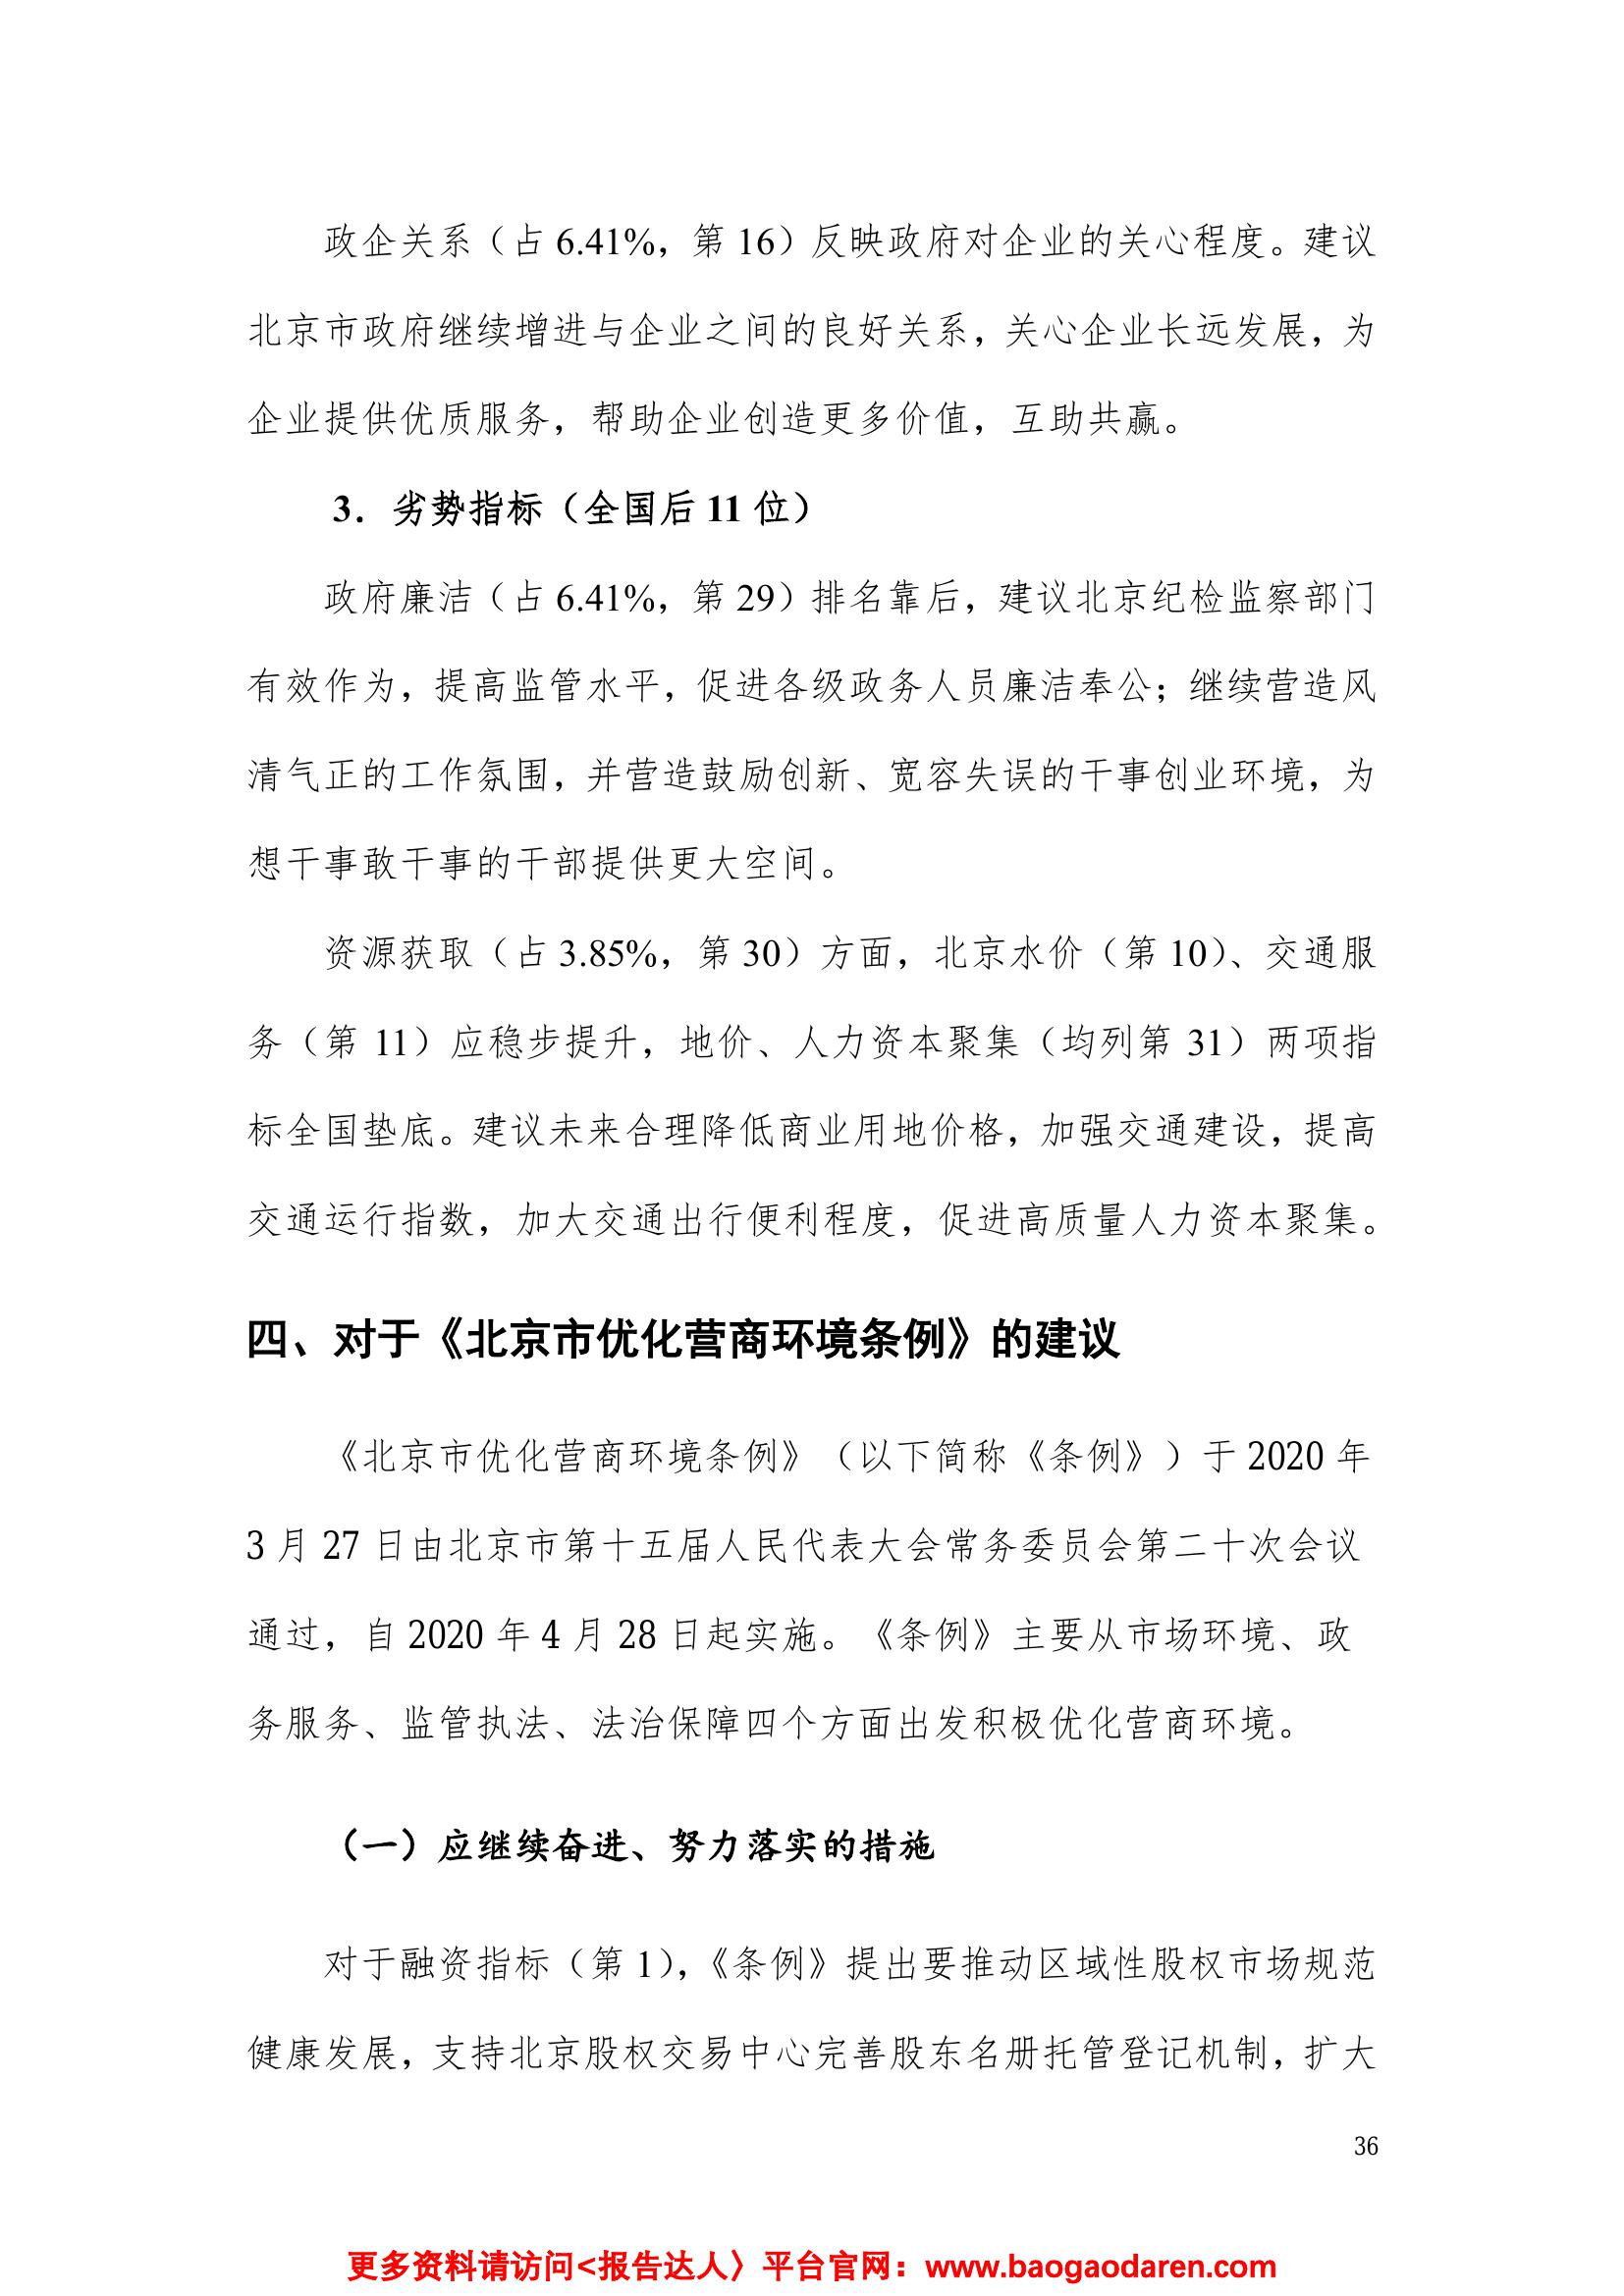 政企关系（占 6.41%，第 16）反映政府对企业的关心程度。建议
北京市政府继续增进与企业之间的良好关系，关心企业长远发展，为
企业提供优质服务，帮助企业创造更多价值，互助共赢。
3．劣势指标（全国后 11 位）
政府廉洁（占 6.41%，第 29）排名靠后，建议北京纪检监察部门
有效作为，提高监管水平，促进各级政务人员廉洁奉公；继续营造风
清气正的工作氛围，并营造鼓励创新、宽容失误的干事创业环境，为
想干事敢干事的干部提供更大空间。
资源获取（占 3.85%，第 30）方面，北京水价（第 10）、交通服
务（第 11）应稳步提升，地价、人力资本聚集（均列第 31）两项指
标全国垫底。建议未来合理降低商业用地价格，加强交通建设，提高
交通运行指数，加大交通出行便利程度，促进高质量人力资本聚集。
四、对于《北京市优化营商环境条例》的建议
《北京市优化营商环境条例》（以下简称《条例》）于 2020 年
3 月 27 日由北京市第十五届人民代表大会常务委员会第二十次会议
通过，自 2020 年 4 月 28 日起实施。《条例》主要从市场环境、政
务服务、监管执法、法治保障四个方面出发积极优化营商环境。
（一）应继续奋进、努力落实的措施
对于融资指标（第 1），《条例》提出要推动区域性股权市场规范
健康发展，支持北京股权交易中心完善股东名册托管登记机制，扩大
36
更多资料请访问<报告达人〉平台官网：www.baogaodaren.com